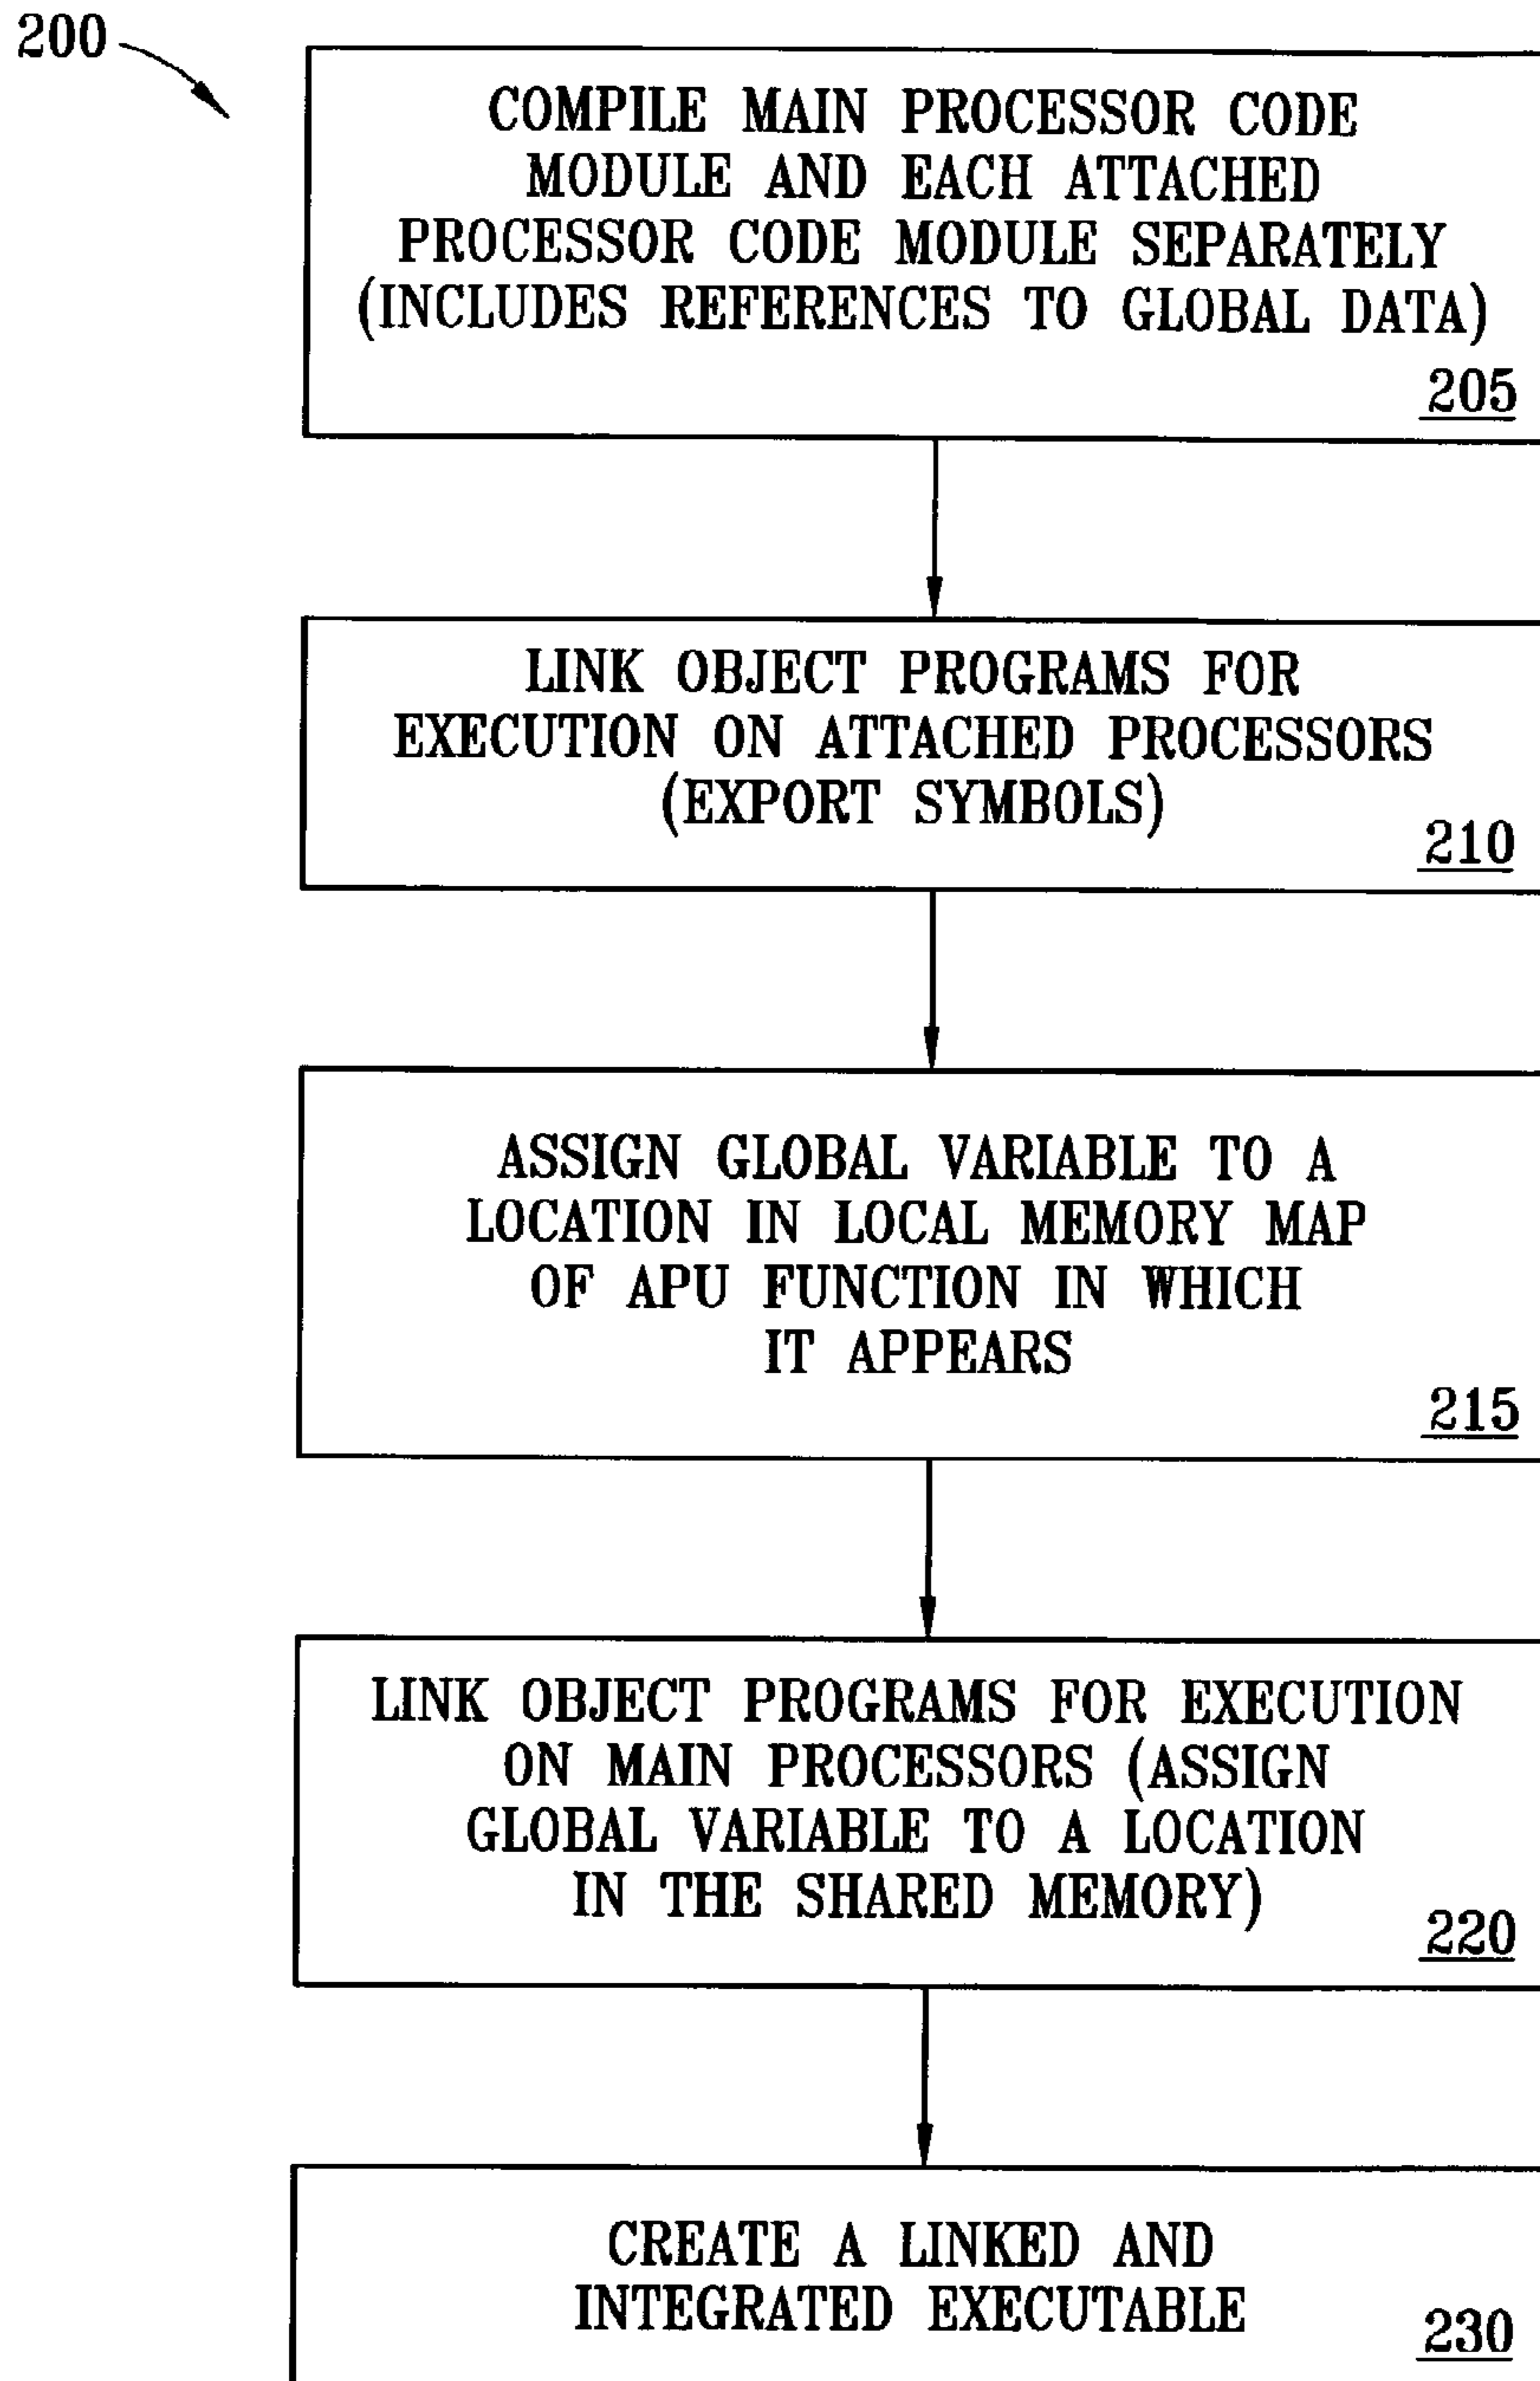 200
COMPILE MAIN PROCESSOR CODE
MODULE AND EACH ATTACHED
PROCESSOR CODE MODULE SEPARATELY
(INCLUDES REFERENCES TO GLOBAL DATA)
205
LINK OBJECT PROGRAMS FOR
EXECUTION ON ATTACHED PROCESSORS
(EXPORT SYMBOLS)
210
ASSIGN GLOBAL VARIABLE TO A
LOCATION IN LOCAL MEMORY MAP
OF APU FUNCTION IN WHICH
IT APPEARS
215
LINK OBJECT PROGRAMS FOR EXECUTION
ON MAIN PROCESSORS (ASSIGN
GLOBAL VARIABLE TO A LOCATION
IN THE SHARED MEMORY)
220
CREATE A LINKED AND
INTEGRATED EXECUTABLE
230